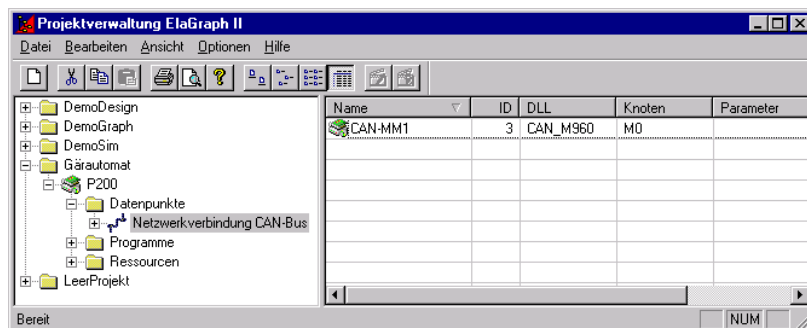 Projektverwaltung ElaGraph II
Datei Bearbeiten Ansicht Optionen Hilfe
DemoDesign
DemoGraph
DemoSim
Gärautomat
P200
Datenpunkte
Netzwerkverbindung CAN-Bus
Programme
Ressourcen
LeerProjekt
Name ID DLL Knoten Parameter
CAN-MM1 3 CAN_M960 M0
Bereit NUM